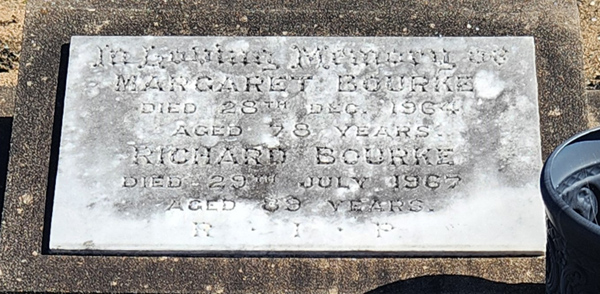 In Loving Memory of
MARGARET BOURKE
DIED 28TH DEC. 1964
AGED 78 YEARS.
RICHARD BOURKE
DIED 29TH JULY 1967
AGED 89 YEARS.
R · I · P